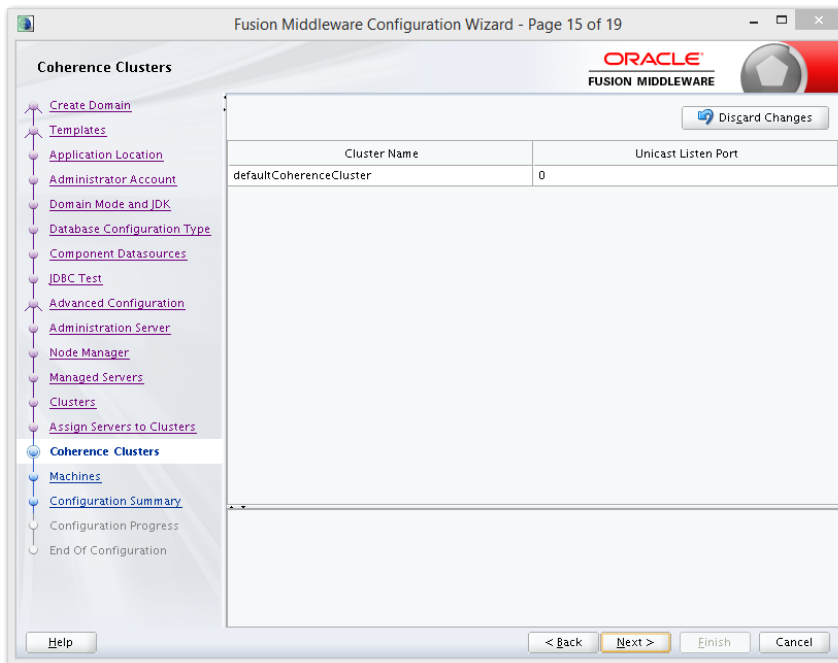 Fusion Middleware Configuration Wizard - Page 15 of 19
Coherence Clusters
ORACLE
FUSION MIDDLEWARE
Create Domain
Templates
Application Location
Administrator Account
Domain Mode and JDK
Database Configuration Type
Component Datasources
JDBC Test
Advanced Configuration
Administration Server
Node Manager
Managed Servers
Clusters
Assign Servers to Clusters
Coherence Clusters
Machines
Configuration Summary
Configuration Progress
End Of Configuration
Discard Changes
Cluster Name Unicast Listen Port
defaultCoherenceCluster 0
Help < Back Next > Finish Cancel